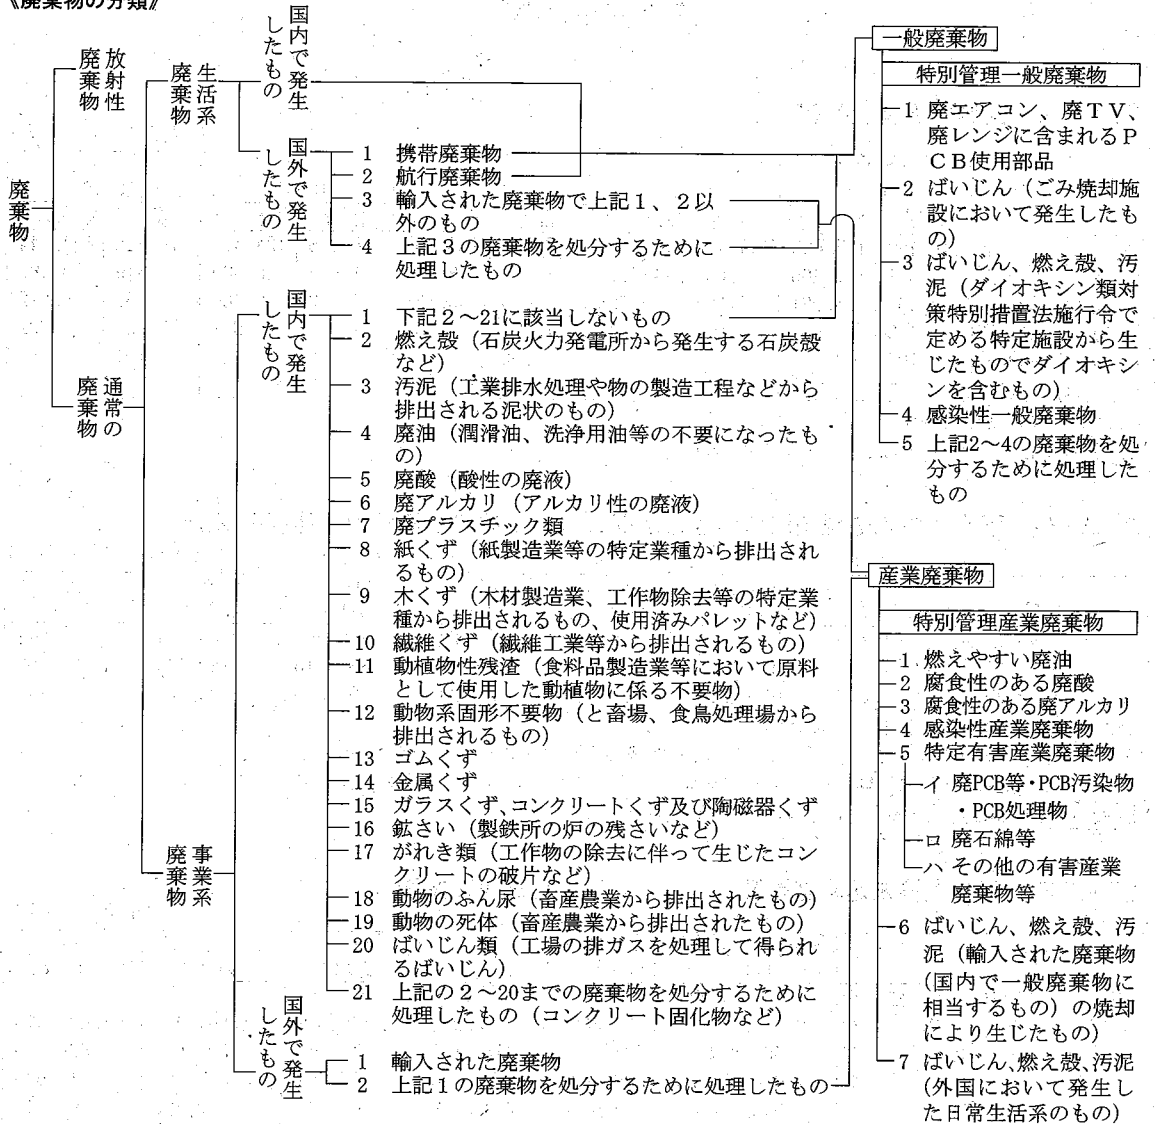 《廃棄物の分類》
廃棄物
放射性
廃棄物
通常の
廃棄物
生活系
廃棄物
事業系
廃棄物
国内で発生
したもの
国外で発生
したもの
1 携帯廃棄物
2 航行廃棄物
3 輸入された廃棄物で上記1、2以
外のもの
4 上記3の廃棄物を処分するために
処理したもの
国内で発生
したもの
1 下記2~21に該当しないもの
2 燃え殻(石炭火力発電所から発生する石炭殻
など)
3 汚泥(工業排水処理や物の製造工程などから
排出される泥状のもの)
4 廃油(潤滑油、洗浄用油等の不要になったも
の)
5 廃酸(酸性の廃液)
6 廃アルカリ(アルカリ性の廃液)
7 廃プラスチック類
8 紙くず(紙製造業等の特定業種から排出され
るもの)
9 木くず(木材製造業、工作物除去等の特定業
種から排出されるもの、使用済みパレットなど)
10 繊維くず(繊維工業等から排出されるもの)
11 動植物性残渣(食料品製造業等において原料
として使用した動植物に係る不要物)
12 動物系固形不要物(と畜場、食鳥処理場から
排出されるもの)
13 ゴムくず
14 金属くず
15 ガラスくず、コンクリートくず及び陶磁器くず
16 鉱さい(製鉄所の炉の残さいなど)
17 がれき類(工作物の除去に伴って生じたコン
クリートの破片など)
18 動物のふん尿(畜産農業から排出されたもの)
19 動物の死体(畜産農業から排出されたもの)
20 ばいじん類(工場の排ガスを処理して得られ
るばいじん)
21 上記の2~20までの廃棄物を処分するために
処理したもの(コンクリート固化物など)
国外で発生
したもの
1 輸入された廃棄物
2 上記1の廃棄物を処分するために処理したもの
一般廃棄物
特別管理一般廃棄物
1 廃エアコン、廃TV、
廃レンジに含まれるP
CB使用部品
2 ばいじん(ごみ焼却施
設において発生したも
の)
3 ばいじん、燃え殻、汚
泥(ダイオキシン類対
策特別措置法施行令で
定める特定施設から生
じたものでダイオキシ
ンを含むもの)
4 感染性一般廃棄物
5 上記2~4の廃棄物を処
分するために処理した
もの
産業廃棄物
特別管理産業廃棄物
1 燃えやすい廃油
2 腐食性のある廃酸
3 腐食性のある廃アルカリ
4 感染性産業廃棄物
5 特定有害産業廃棄物
イ 廃PCB等・PCB汚染物
・PCB処理物
ロ 廃石綿等
ハ その他の有害産業
廃棄物等
6 ばいじん、燃え殻、汚
泥(輸入された廃棄物
(国内で一般廃棄物に
相当するもの)の焼却
により生じたもの)
7 ばいじん、燃え殻、汚泥
(外国において発生し
た日常生活系のもの)